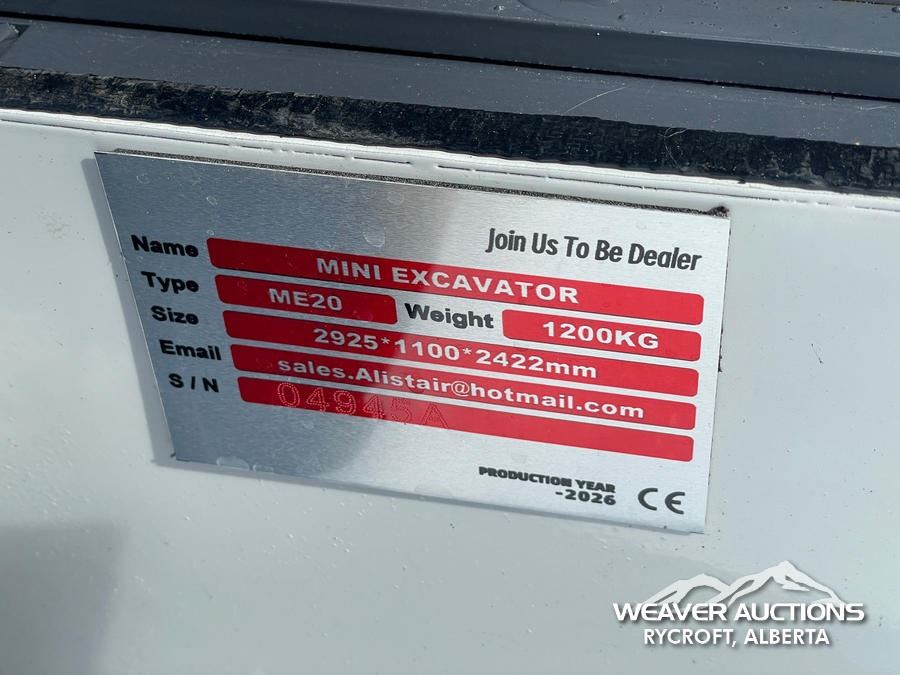 Join Us To Be Dealer
Name MINI EXCAVATOR
Type ME20 Weight 1200KG
Size 2925*1100*2422mm
Email sales.Alistair@hotmail.com
S / N 04945A
PRODUCTION YEAR
-2026 CE
WEAVER AUCTIONS
RYCROFT, ALBERTA